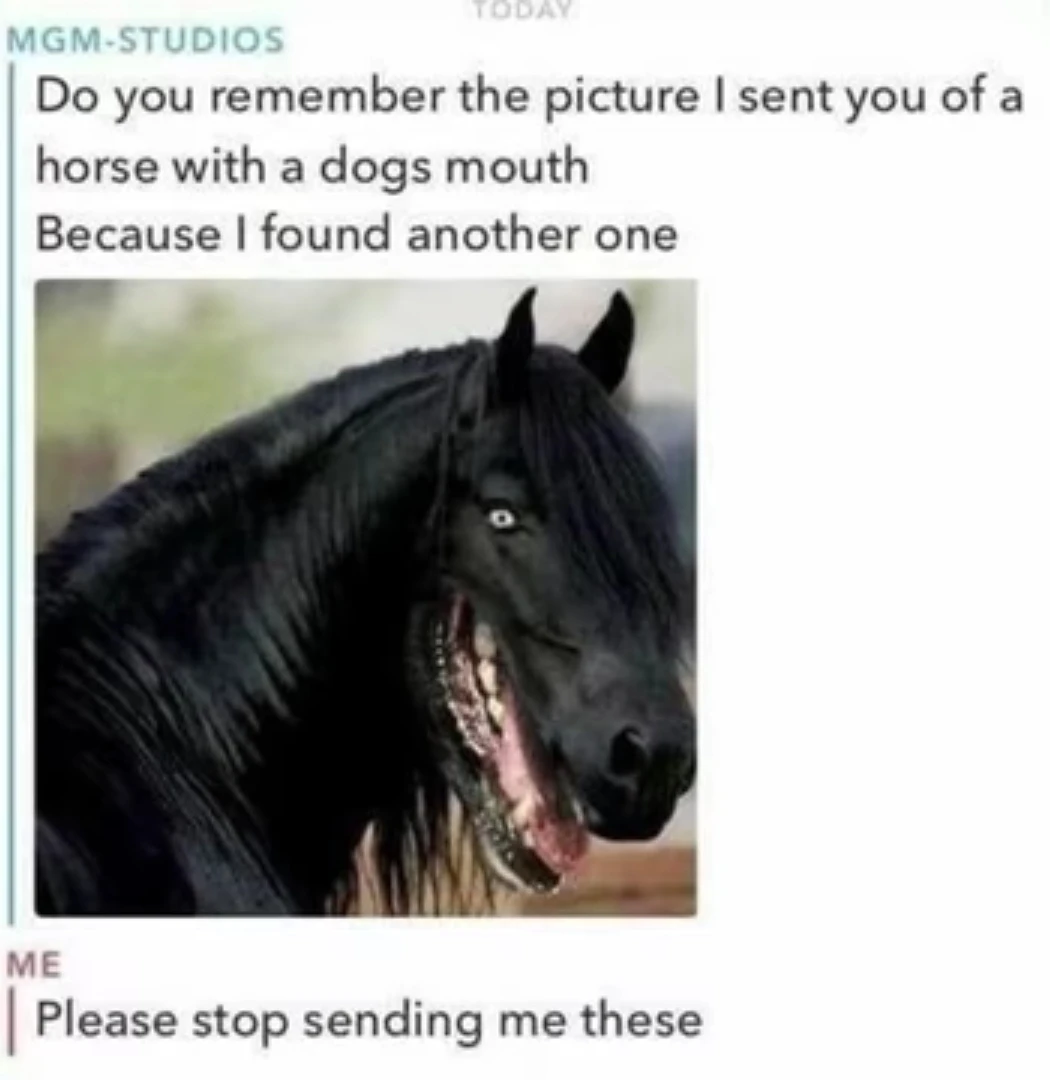 TODAY
MGM-STUDIOS
Do you remember the picture I sent you of a
horse with a dogs mouth
Because I found another one
ME
Please stop sending me these